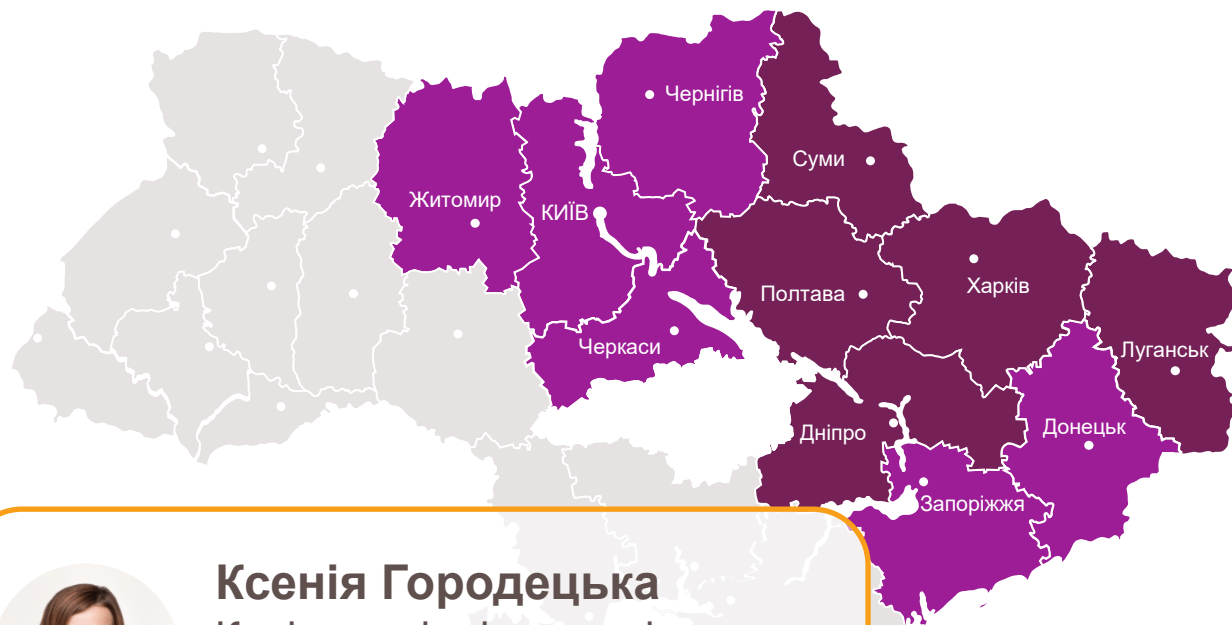 Чернігів
Суми
Житомир
КИЇВ
Харків
Полтава
Черкаси
Луганськ
Донецьк
Дніпро
Запоріжжя
Ксенія Городецька